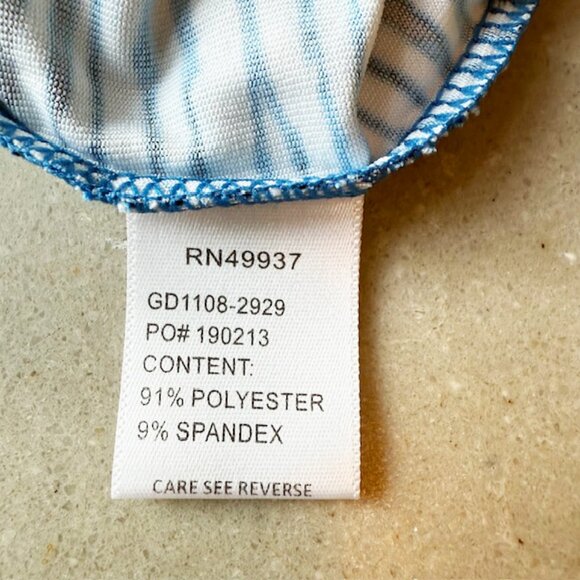 RN49937
GD1108-2929
PO# 190213
CONTENT:
91% POLYESTER
9% SPANDEX
CARE SEE REVERSE